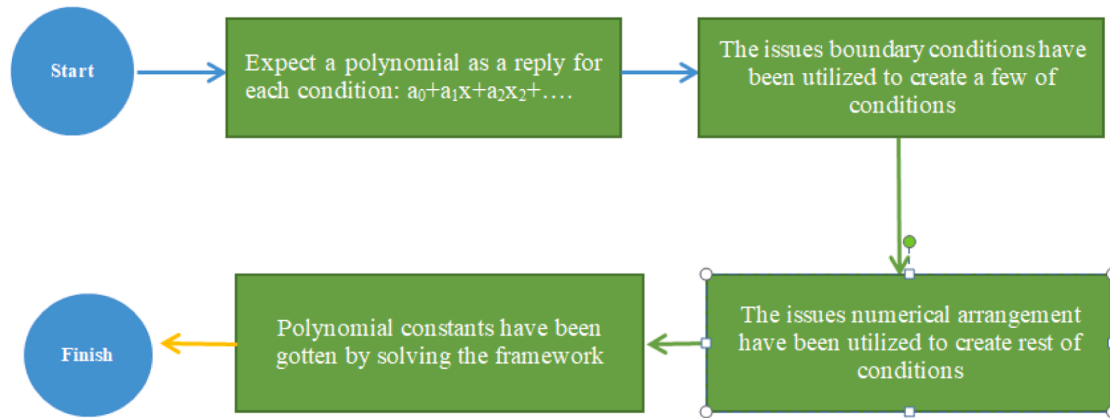 Start
Expect a polynomial as a reply for
each condition: a₀+a₁x+a₂x₂+….
The issues boundary conditions have
been utilized to create a few of
conditions
The issues numerical arrangement
have been utilized to create rest of
conditions
Polynomial constants have been
gotten by solving the framework
Finish